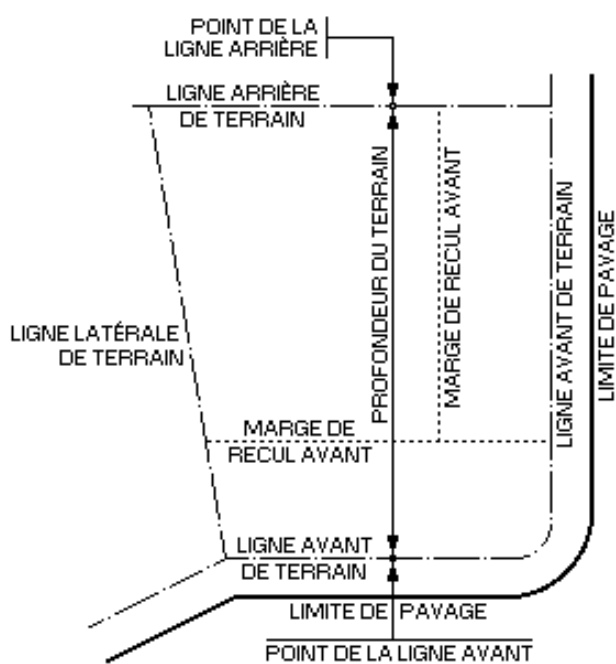 POINT DE LA
LIGNE ARRIÈRE
LIGNE ARRIÈRE
DE TERRAIN
PROFONDEUR DU TERRAIN
MARGE DE RECUL AVANT
LIGNE AVANT DE TERRAIN
LIMITE DE PAVAGE
LIGNE LATÉRALE
DE TERRAIN
MARGE DE
RECUL AVANT
LIGNE AVANT
DE TERRAIN
LIMITE DE PAVAGE
POINT DE LA LIGNE AVANT